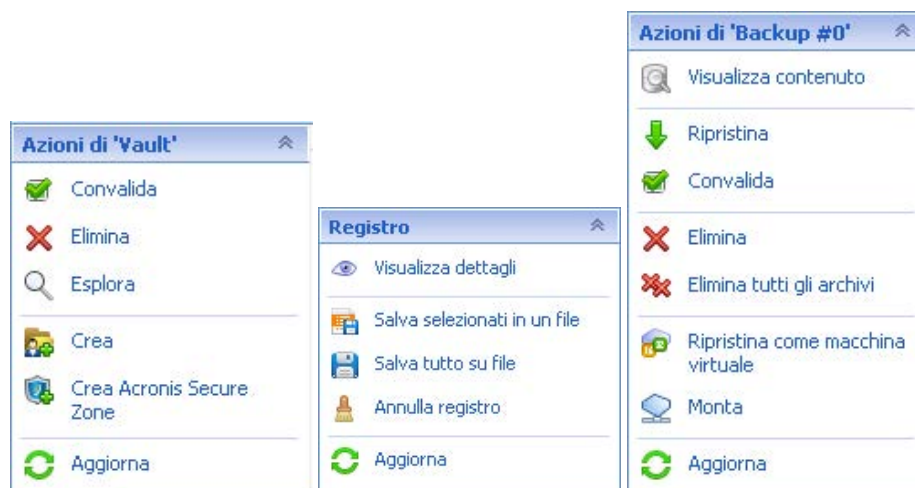 Azioni di 'Vault'
Convalida
Elimina
Esplora
Crea
Crea Acronis Secure
Zone
Aggiorna
Registro
Visualizza dettagli
Salva selezionati in un file
Salva tutto su file
Annulla registro
Aggiorna
Azioni di 'Backup #0'
Visualizza contenuto
Ripristina
Convalida
Elimina
Elimina tutti gli archivi
Ripristina come macchina
virtuale
Monta
Aggiorna